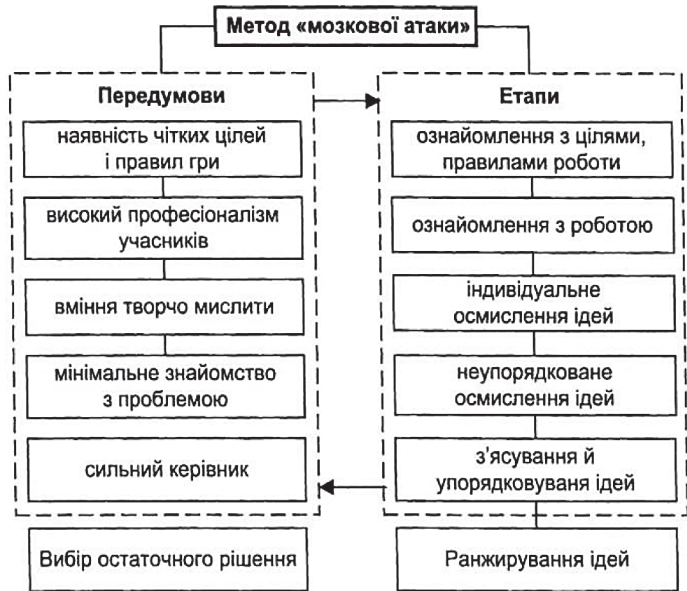 Метод «мозкової атаки»
Передумови
наявність чітких цілей
і правил гри
високий професіоналізм
учасників
вміння творчо мислити
мінімальне знайомство
з проблемою
сильний керівник
Вибір остаточного рішення
Етапи
ознайомлення з цілями,
правилами роботи
ознайомлення з роботою
індивідуальне
осмислення ідей
неупорядковане
осмислення ідей
з'ясування й
упорядковуваня ідей
Ранжирування ідей